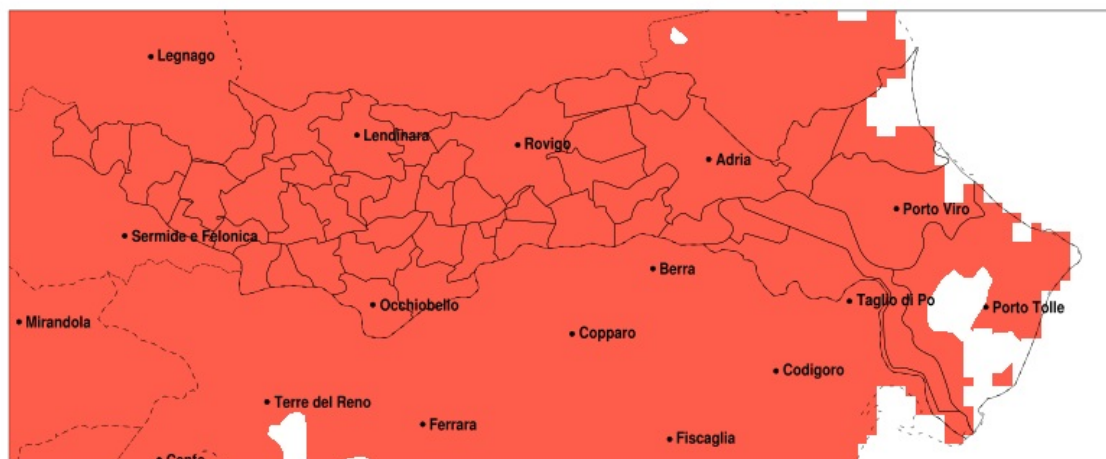 Legnago
Lendinara
Rovigo
Adria
Porto Viro
Sermide e Felonica
Berra
Occhiobello
Taglio di Po
Porto Tolle
Mirandola
Copparo
Codigoro
Terre del Reno
Ferrara
Fiscaglia